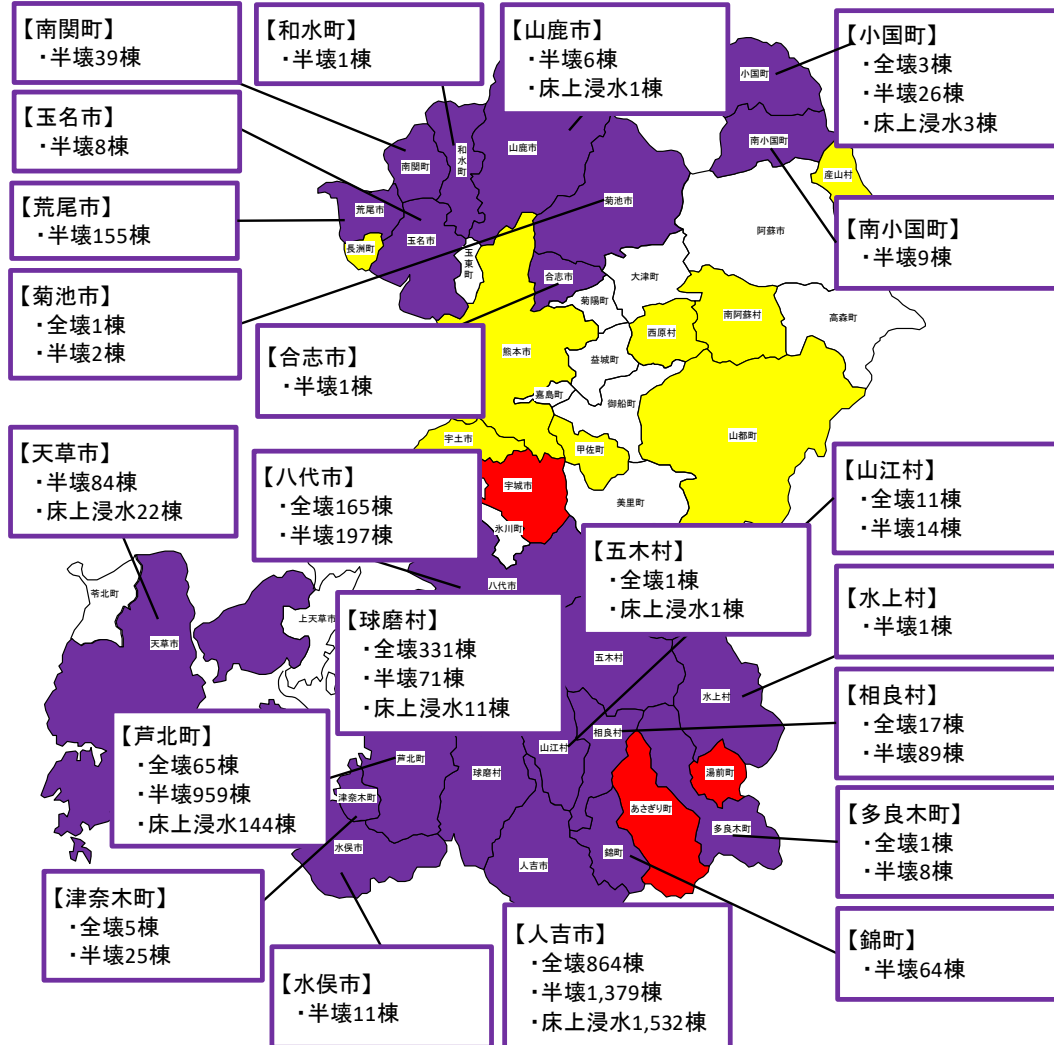 【南関町】
・半壊39棟
【和水町】
・半壊1棟
【山鹿市】
・半壊6棟
・床上浸水1棟
【小国町】
・全壊3棟
・半壊26棟
・床上浸水3棟
【玉名市】
・半壊8棟
【荒尾市】
・半壊155棟
【南小国町】
・半壊9棟
【菊池市】
・全壊1棟
・半壊2棟
【合志市】
・半壊1棟
【天草市】
・半壊84棟
・床上浸水22棟
【八代市】
・全壊165棟
・半壊197棟
【山江村】
・全壊11棟
・半壊14棟
【五木村】
・全壊1棟
・床上浸水1棟
【水上村】
・半壊1棟
【球磨村】
・全壊331棟
・半壊71棟
・床上浸水11棟
【相良村】
・全壊17棟
・半壊89棟
【芦北町】
・全壊65棟
・半壊959棟
・床上浸水144棟
【多良木町】
・全壊1棟
・半壊8棟
【津奈木町】
・全壊5棟
・半壊25棟
【水俣市】
・半壊11棟
【人吉市】
・全壊864棟
・半壊1,379棟
・床上浸水1,532棟
【錦町】
・半壊64棟
小国町
南小国町
産山村
山鹿市
和水町
南関町
荒尾市
長洲町
玉名市
玉東町
菊池市
阿蘇市
合志市
大津町
菊陽町
西原村
南阿蘇村
高森町
熊本市
益城町
嘉島町
御船町
山都町
宇土市
甲佐町
宇城市
美里町
氷川町
八代市
苓北町
天草市
上天草市
五木村
水上村
相良村
山江村
芦北町
球磨村
湯前町
あさぎり町
多良木町
津奈木町
水俣市
人吉市
錦町